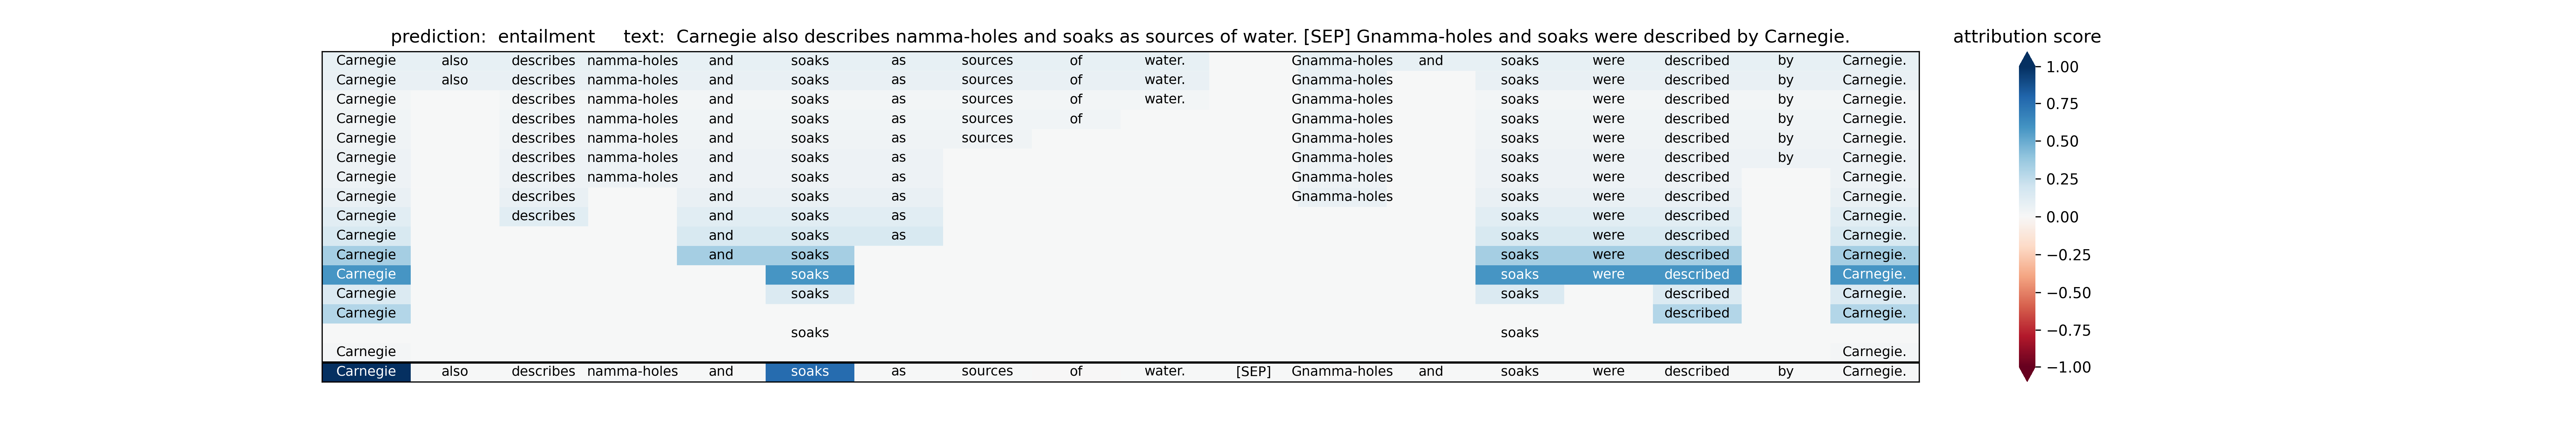 prediction: entailment text: Carnegie also describes namma-holes and soaks as sources of water. [SEP] Gnamma-holes and soaks were described by Carnegie. attribution score
Carnegie also describes namma-holes and soaks as sources of water. Gnamma-holes and soaks were described by Carnegie. 1.00
Carnegie also describes namma-holes and soaks as sources of water. Gnamma-holes soaks were described by Carnegie.
Carnegie describes namma-holes and soaks as sources of water. Gnamma-holes soaks were described by Carnegie. 0.75
Carnegie describes namma-holes and soaks as sources of Gnamma-holes soaks were described by Carnegie.
Carnegie describes namma-holes and soaks as sources Gnamma-holes soaks were described by Carnegie. 0.50
Carnegie describes namma-holes and soaks as Gnamma-holes soaks were described by Carnegie.
Carnegie describes namma-holes and soaks as Gnamma-holes soaks were described Carnegie. 0.25
Carnegie describes and soaks as Gnamma-holes soaks were described Carnegie.
Carnegie describes and soaks as soaks were described Carnegie. 0.00
Carnegie and soaks as soaks were described Carnegie.
Carnegie and soaks soaks were described Carnegie. −0.25
Carnegie soaks soaks were described Carnegie.
Carnegie soaks soaks described Carnegie. −0.50
Carnegie described Carnegie.
soaks soaks −0.75
Carnegie Carnegie.
Carnegie also describes namma-holes and soaks as sources of water. [SEP] Gnamma-holes and soaks were described by Carnegie. −1.00